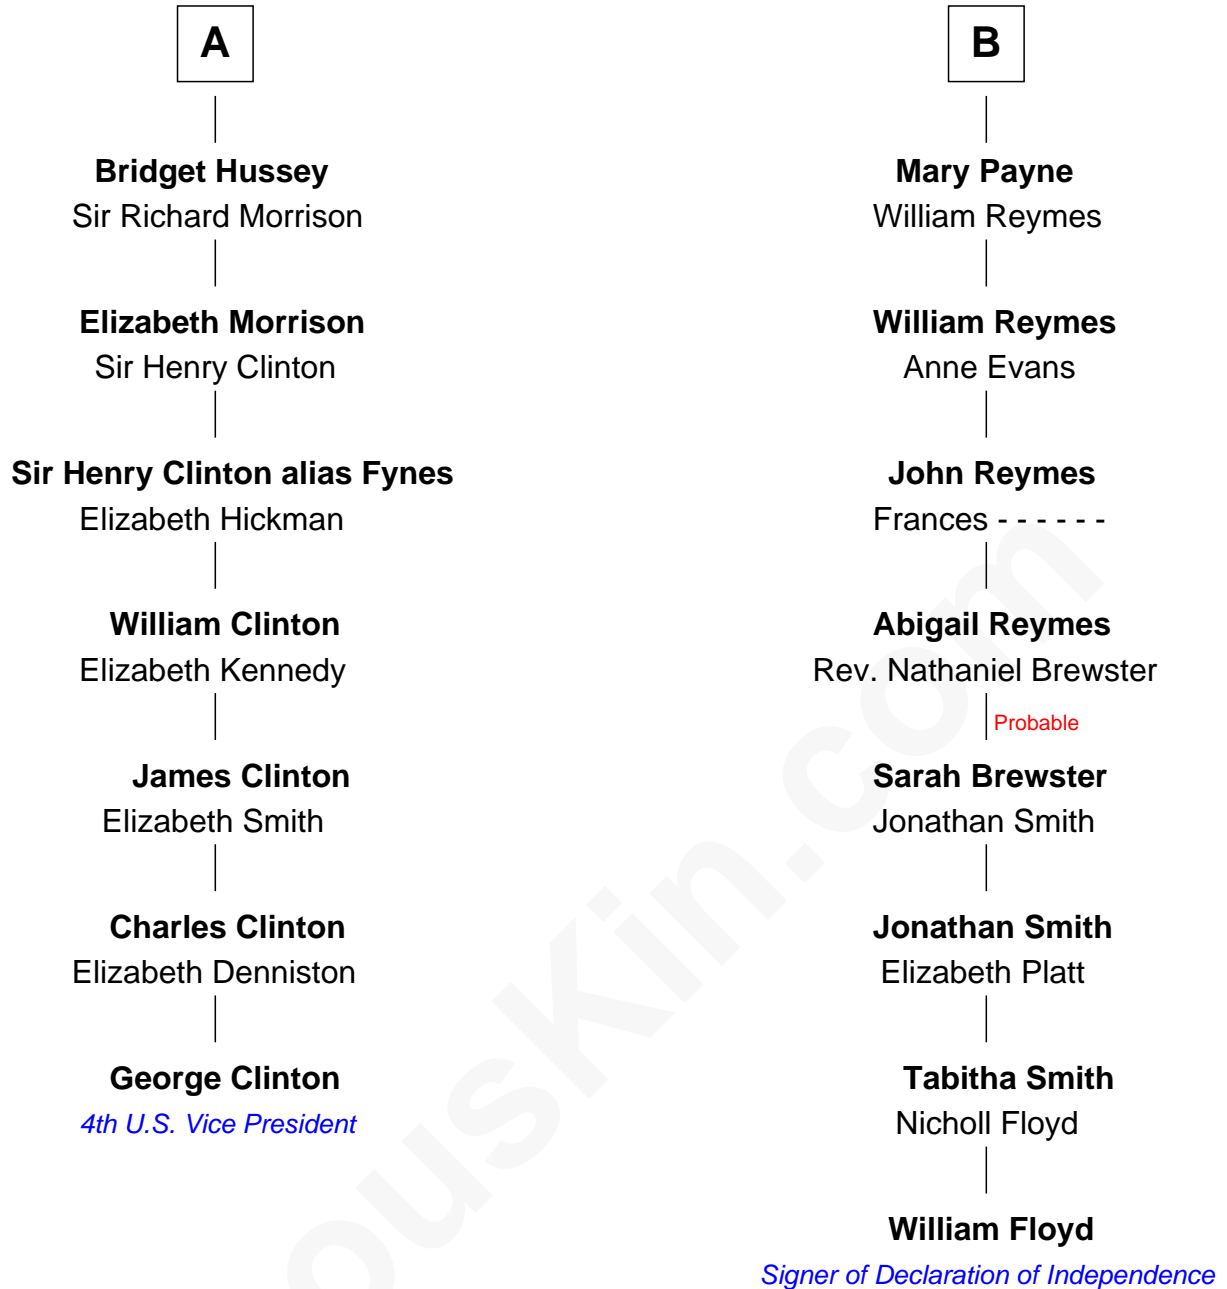 A
Bridget Hussey
Sir Richard Morrison
Elizabeth Morrison
Sir Henry Clinton
Sir Henry Clinton alias Fynes
Elizabeth Hickman
William Clinton
Elizabeth Kennedy
James Clinton
Elizabeth Smith
Charles Clinton
Elizabeth Denniston
George Clinton
4th U.S. Vice President
B
Mary Payne
William Reymes
William Reymes
Anne Evans
John Reymes
Frances - - - - - -
Abigail Reymes
Rev. Nathaniel Brewster
Probable
Sarah Brewster
Jonathan Smith
Jonathan Smith
Elizabeth Platt
Tabitha Smith
Nicholl Floyd
William Floyd
Signer of Declaration of Independence
ousKin.com